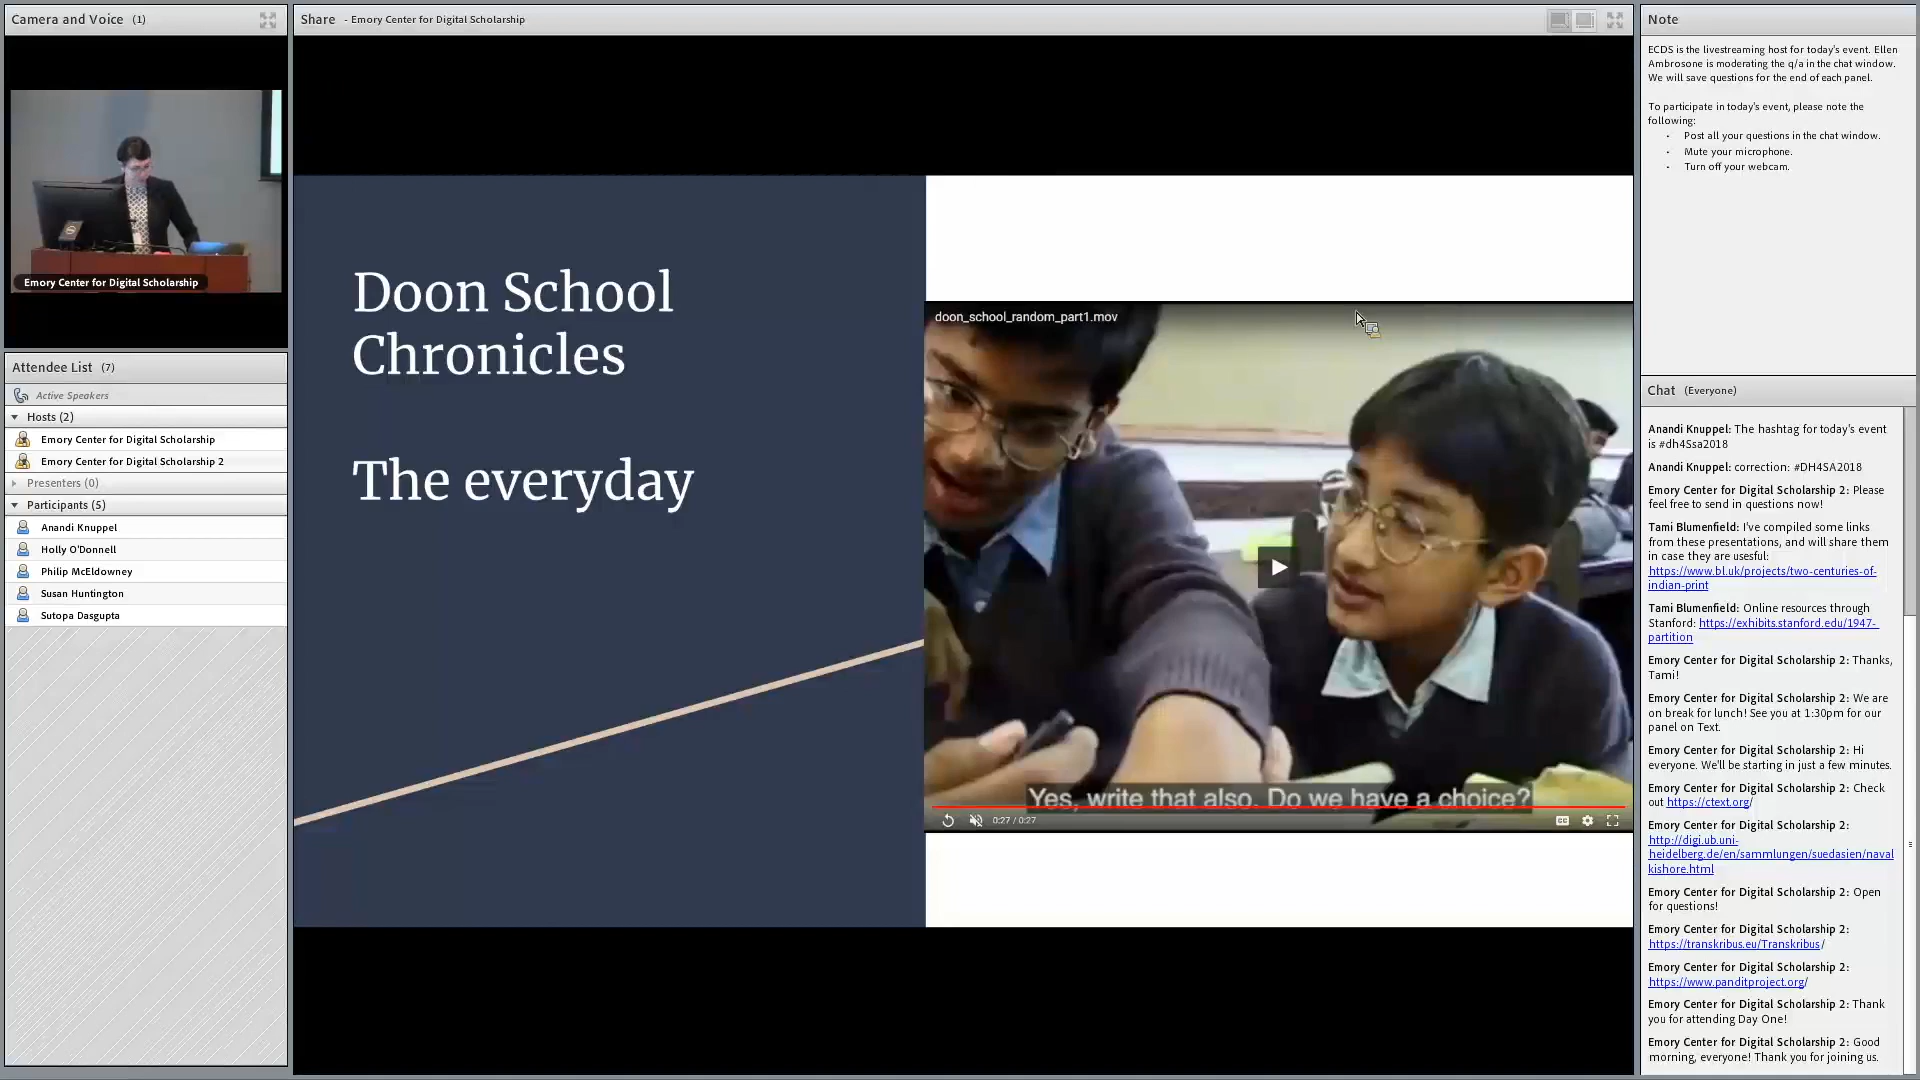 Camera and Voice (1)
Emory Center for Digital Scholarship
Attendee List (7)
Active Speakers
Hosts (2)
Emory Center for Digital Scholarship
Emory Center for Digital Scholarship 2
Presenters (0)
Participants (5)
Anandi Knuppel
Holly O'Donnell
Philip McEldowney
Susan Huntington
Sutopa Dasgupta
Share - Emory Center for Digital Scholarship
Doon School
Chronicles
The everyday
doon_school_random_part1.mov
Yes, write that also. Do we have a choice?
0:27 / 0:27
CC
Note
ECDS is the livestreaming host for today's event. Ellen
Ambrosone is moderating the q/a in the chat window.
We will save questions for the end of each panel.
To participate in today's event, please note the
following:
- Post all your questions in the chat window.
- Mute your microphone.
- Turn off your webcam.
Chat (Everyone)
Anandi Knuppel: The hashtag for today's event
is #dh4Ssa2018
Anandi Knuppel: correction: #DH4SA2018
Emory Center for Digital Scholarship 2: Please
feel free to send in questions now!
Tami Blumenfield: I've compiled some links
from these presentations, and will share them
in case they are usesful:
https://www.bl.uk/projects/two-centuries-of-
indian-print
Tami Blumenfield: Online resources through
Stanford: https://exhibits.stanford.edu/1947-
partition
Emory Center for Digital Scholarship 2: Thanks,
Tami!
Emory Center for Digital Scholarship 2: We are
on break for lunch! See you at 1:30pm for our
panel on Text.
Emory Center for Digital Scholarship 2: Hi
everyone. We'll be starting in just a few minutes.
Emory Center for Digital Scholarship 2: Check
out https://ctext.org/
Emory Center for Digital Scholarship 2:
http://digi.ub.uni-
heidelberg.de/en/sammlungen/suedasien/naval
kishore.html
Emory Center for Digital Scholarship 2: Open
for questions!
Emory Center for Digital Scholarship 2:
https://transkribus.eu/Transkribus/
Emory Center for Digital Scholarship 2:
https://www.panditproject.org/
Emory Center for Digital Scholarship 2: Thank
you for attending Day One!
Emory Center for Digital Scholarship 2: Good
morning, everyone! Thank you for joining us.